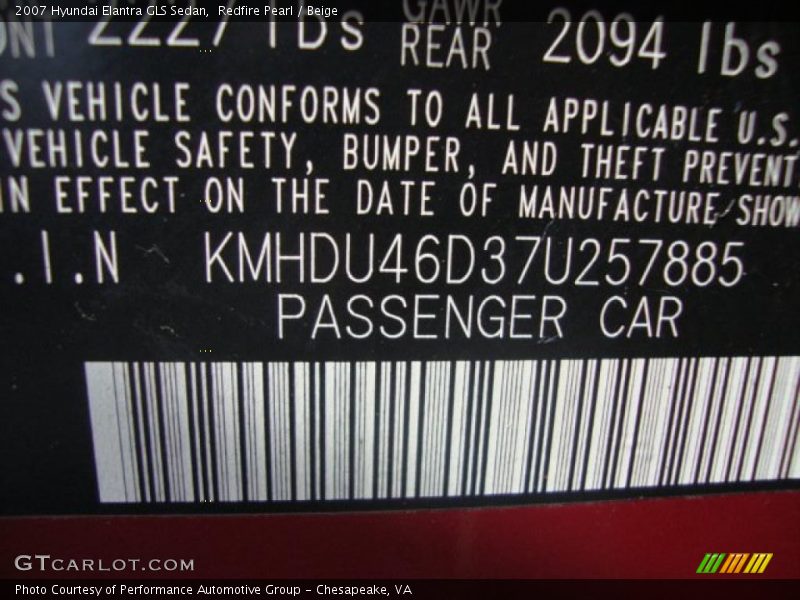 2007 Hyundai Elantra GLS Sedan, Redfire Pearl / Beige
2227 lbs GAWR
REAR 2094 lbs
S VEHICLE CONFORMS TO ALL APPLICABLE U.S.
VEHICLE SAFETY, BUMPER, AND THEFT PREVENT
IN EFFECT ON THE DATE OF MANUFACTURE SHOW
.I.N KMHDU46D37U257885
PASSENGER CAR
GTCARLOT.COM
Photo Courtesy of Performance Automotive Group - Chesapeake, VA